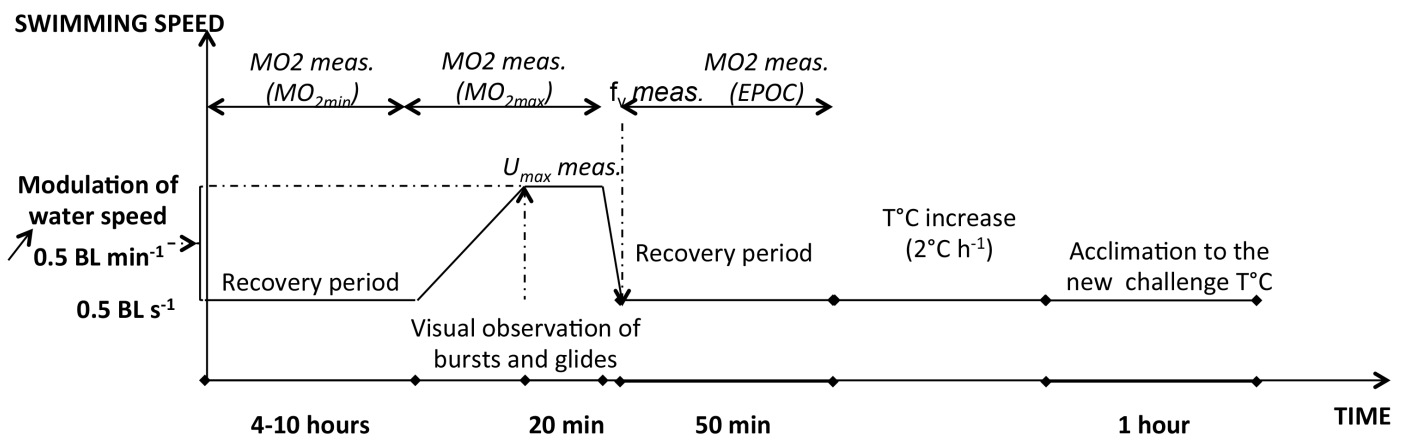 SWIMMING SPEED
MO2 meas.
(MO2min)
MO2 meas.
(MO2max)
fv meas.
MO2 meas.
(EPOC)
Umax meas.
Modulation of
water speed
0.5 BL min-1
0.5 BL s-1
Recovery period
Visual observation of
bursts and glides
Recovery period
T°C increase
(2°C h-1)
Acclimation to the
new challenge T°C
4-10 hours
20 min
50 min
1 hour
TIME